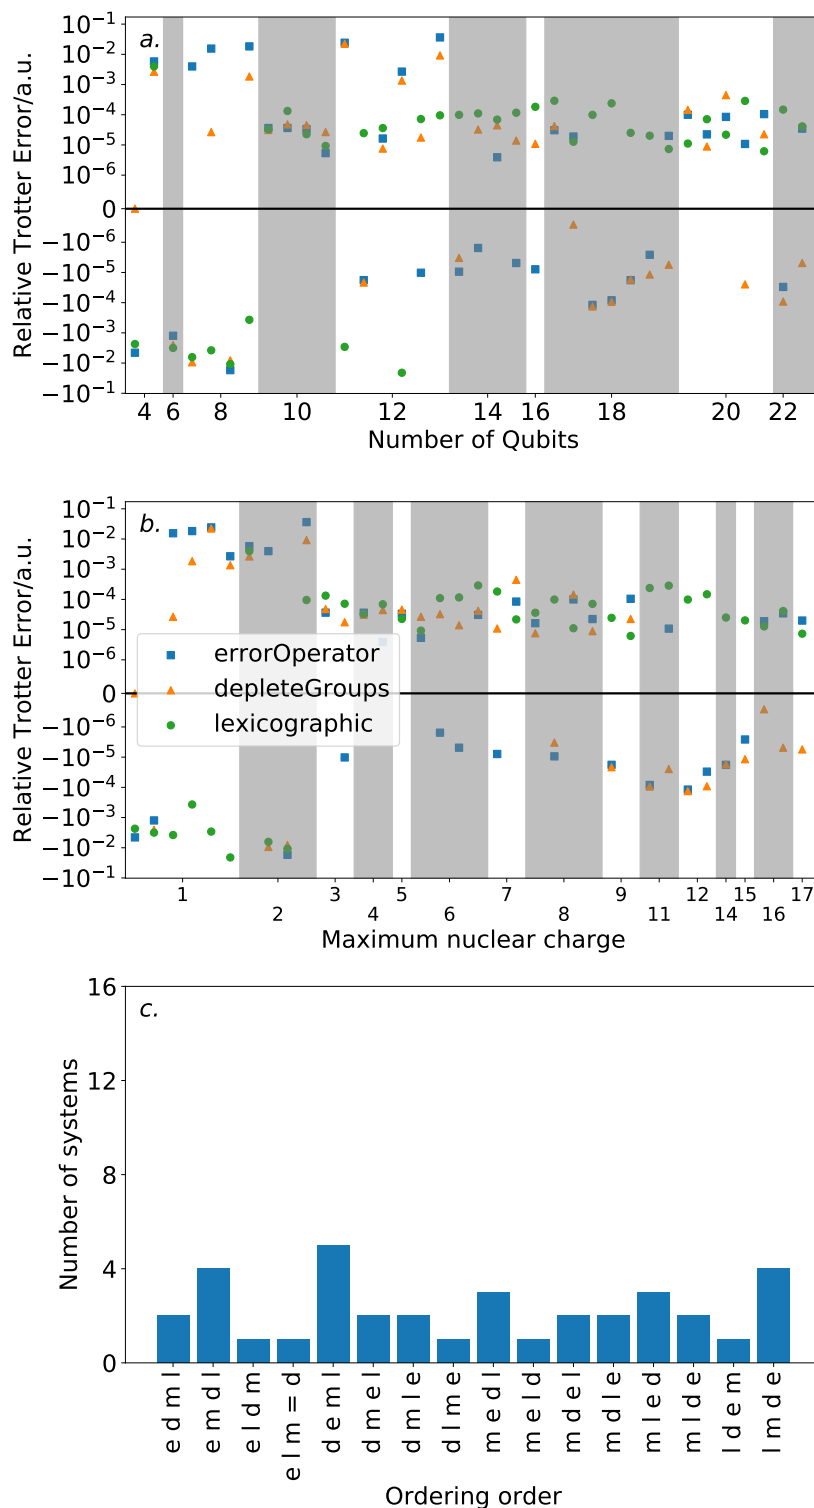 a.
10⁻¹
10⁻²
10⁻³
10⁻⁴
10⁻⁵
10⁻⁶
0
−10⁻⁶
−10⁻⁵
−10⁻⁴
−10⁻³
−10⁻²
−10⁻¹
Relative Trotter Error/a.u.
4 6 8 10 12 14 16 18 20 22
Number of Qubits
b.
10⁻¹
10⁻²
10⁻³
10⁻⁴
10⁻⁵
10⁻⁶
0
−10⁻⁶
−10⁻⁵
−10⁻⁴
−10⁻³
−10⁻²
−10⁻¹
Relative Trotter Error/a.u.
errorOperator
depleteGroups
lexicographic
1 3 5 7 9 12 15 17
2 4 6 8 11 14 16
Maximum nuclear charge
c.
16
12
8
4
0
Number of systems
e d m l
e m d l
e l d m
e l m = d
d e m l
d m e l
d m l e
d l m e
m e d l
m e l d
m d e l
m d l e
m l e d
m l d e
l d e m
l m d e
Ordering order